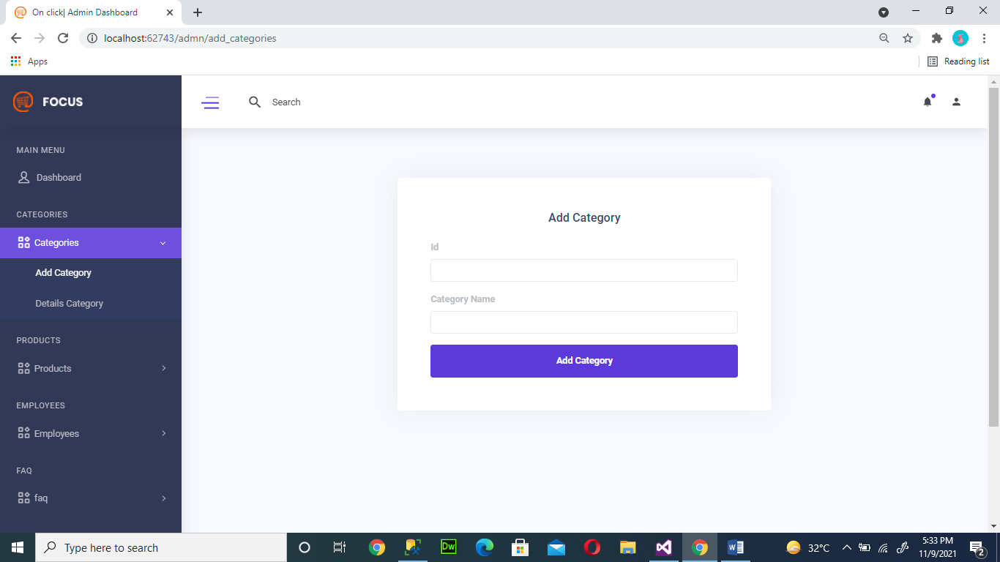 On click| Admin Dashboard
localhost:62743/admn/add_categories
Apps
Reading list
FOCUS
Search
MAIN MENU
Dashboard
CATEGORIES
Categories
Add Category
Details Category
PRODUCTS
Products
EMPLOYEES
Employees
FAQ
faq
Add Category
Id
Category Name
Add Category
Type here to search
Dw
32°C
5:33 PM
11/9/2021
2